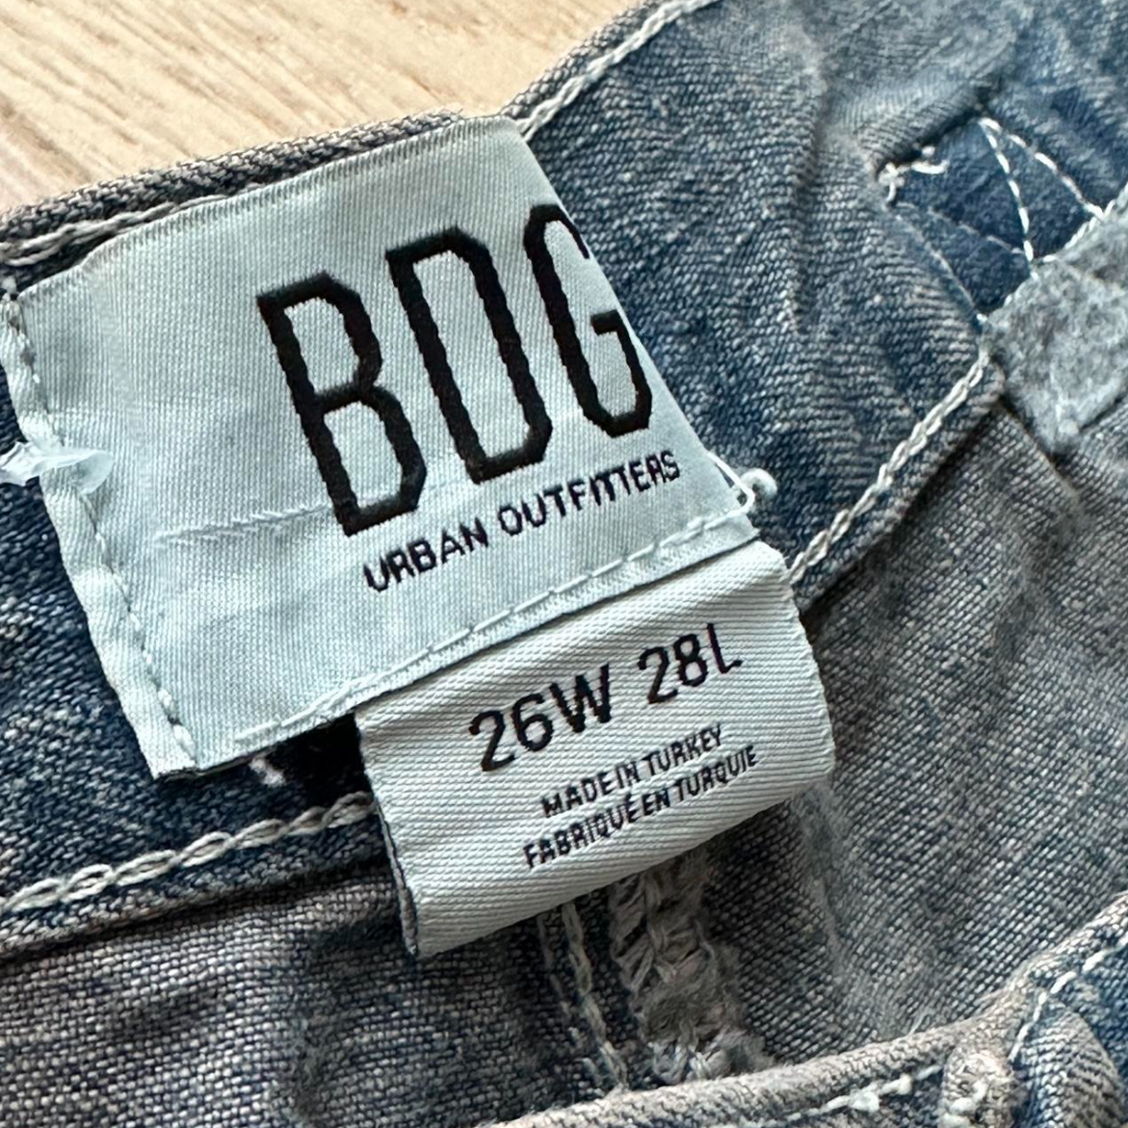 BDG
URBAN OUTFITTERS
26W 28L
MADE IN TURKEY
FABRIQUÉ EN TURQUIE